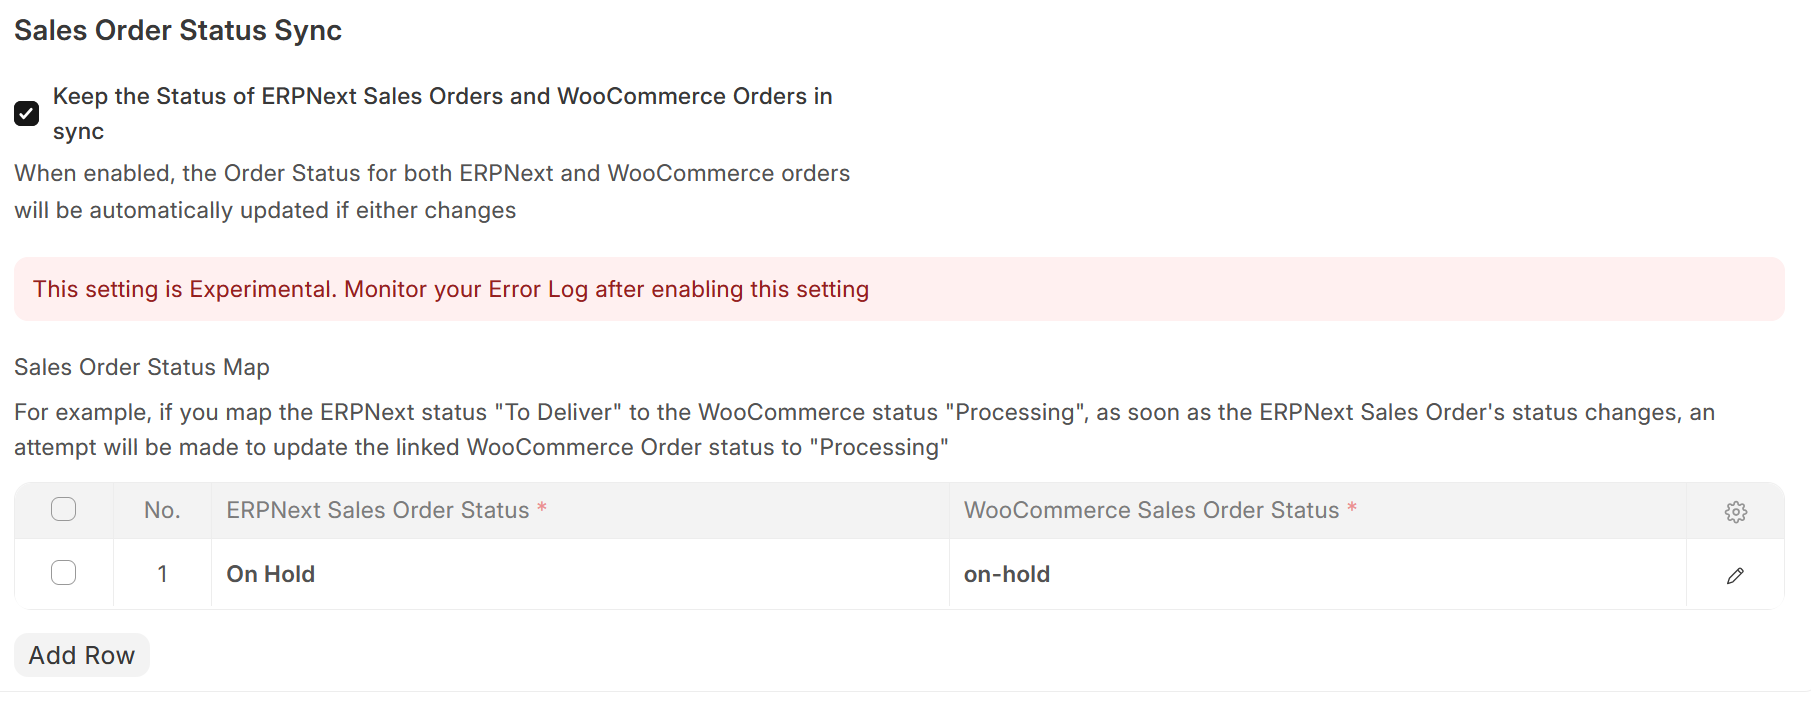 Sales Order Status Sync
Keep the Status of ERPNext Sales Orders and WooCommerce Orders in
sync
When enabled, the Order Status for both ERPNext and WooCommerce orders
will be automatically updated if either changes
This setting is Experimental. Monitor your Error Log after enabling this setting
Sales Order Status Map
For example, if you map the ERPNext status "To Deliver" to the WooCommerce status "Processing", as soon as the ERPNext Sales Order's status changes, an
attempt will be made to update the linked WooCommerce Order status to "Processing"
No. ERPNext Sales Order Status * WooCommerce Sales Order Status *
1 On Hold on-hold
Add Row